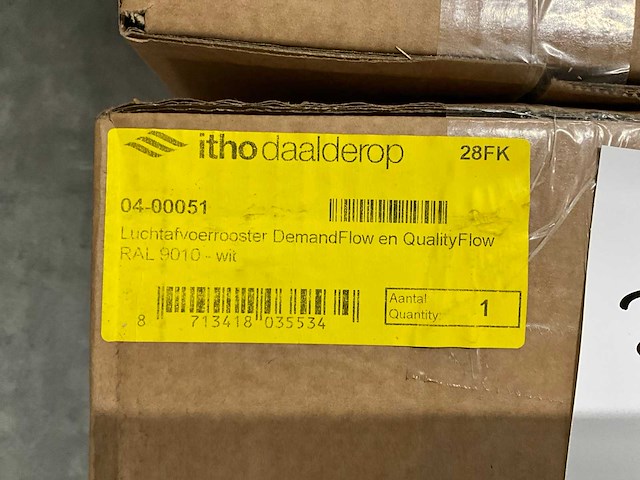 itho daalderop 28FK
04-00051
Luchtafvoerrooster DemandFlow en QualityFlow
RAL 9010 - wit
Aantal
Quantity: 1
8 713418 035534